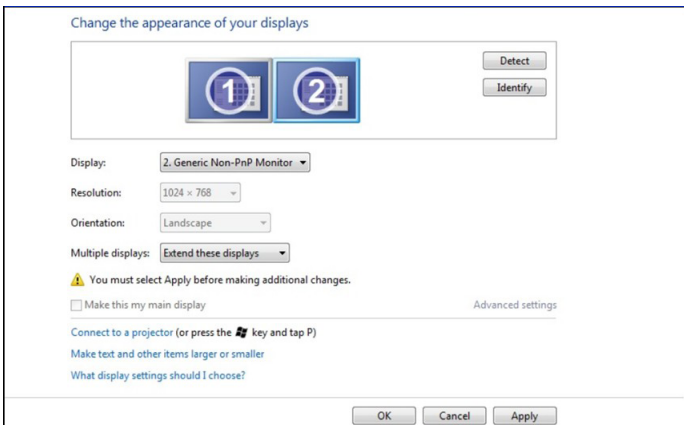 Change the appearance of your displays
1 2
Detect
Identify
Display: 2. Generic Non-PnP Monitor
Resolution: 1024 × 768
Orientation: Landscape
Multiple displays: Extend these displays
You must select Apply before making additional changes.
Make this my main display Advanced settings
Connect to a projector (or press the key and tap P)
Make text and other items larger or smaller
What display settings should I choose?
OK Cancel Apply